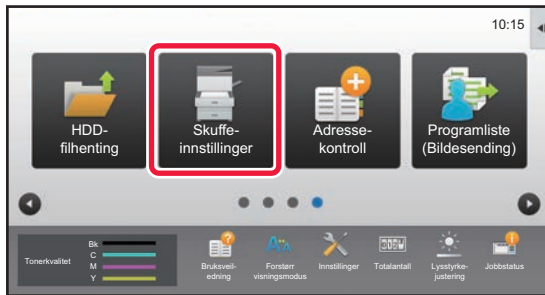 10:15
HDD-
filhenting
Skuffe-
innstillinger
Adresse-
kontroll
Programliste
(Bildesending)
Tonerkvalitet
Bk
C
M
Y
Bruksveil-
edning
Forstørr
visningsmodus
Innstillinger
Totalantall
Lysstyrke-
justering
Jobbstatus